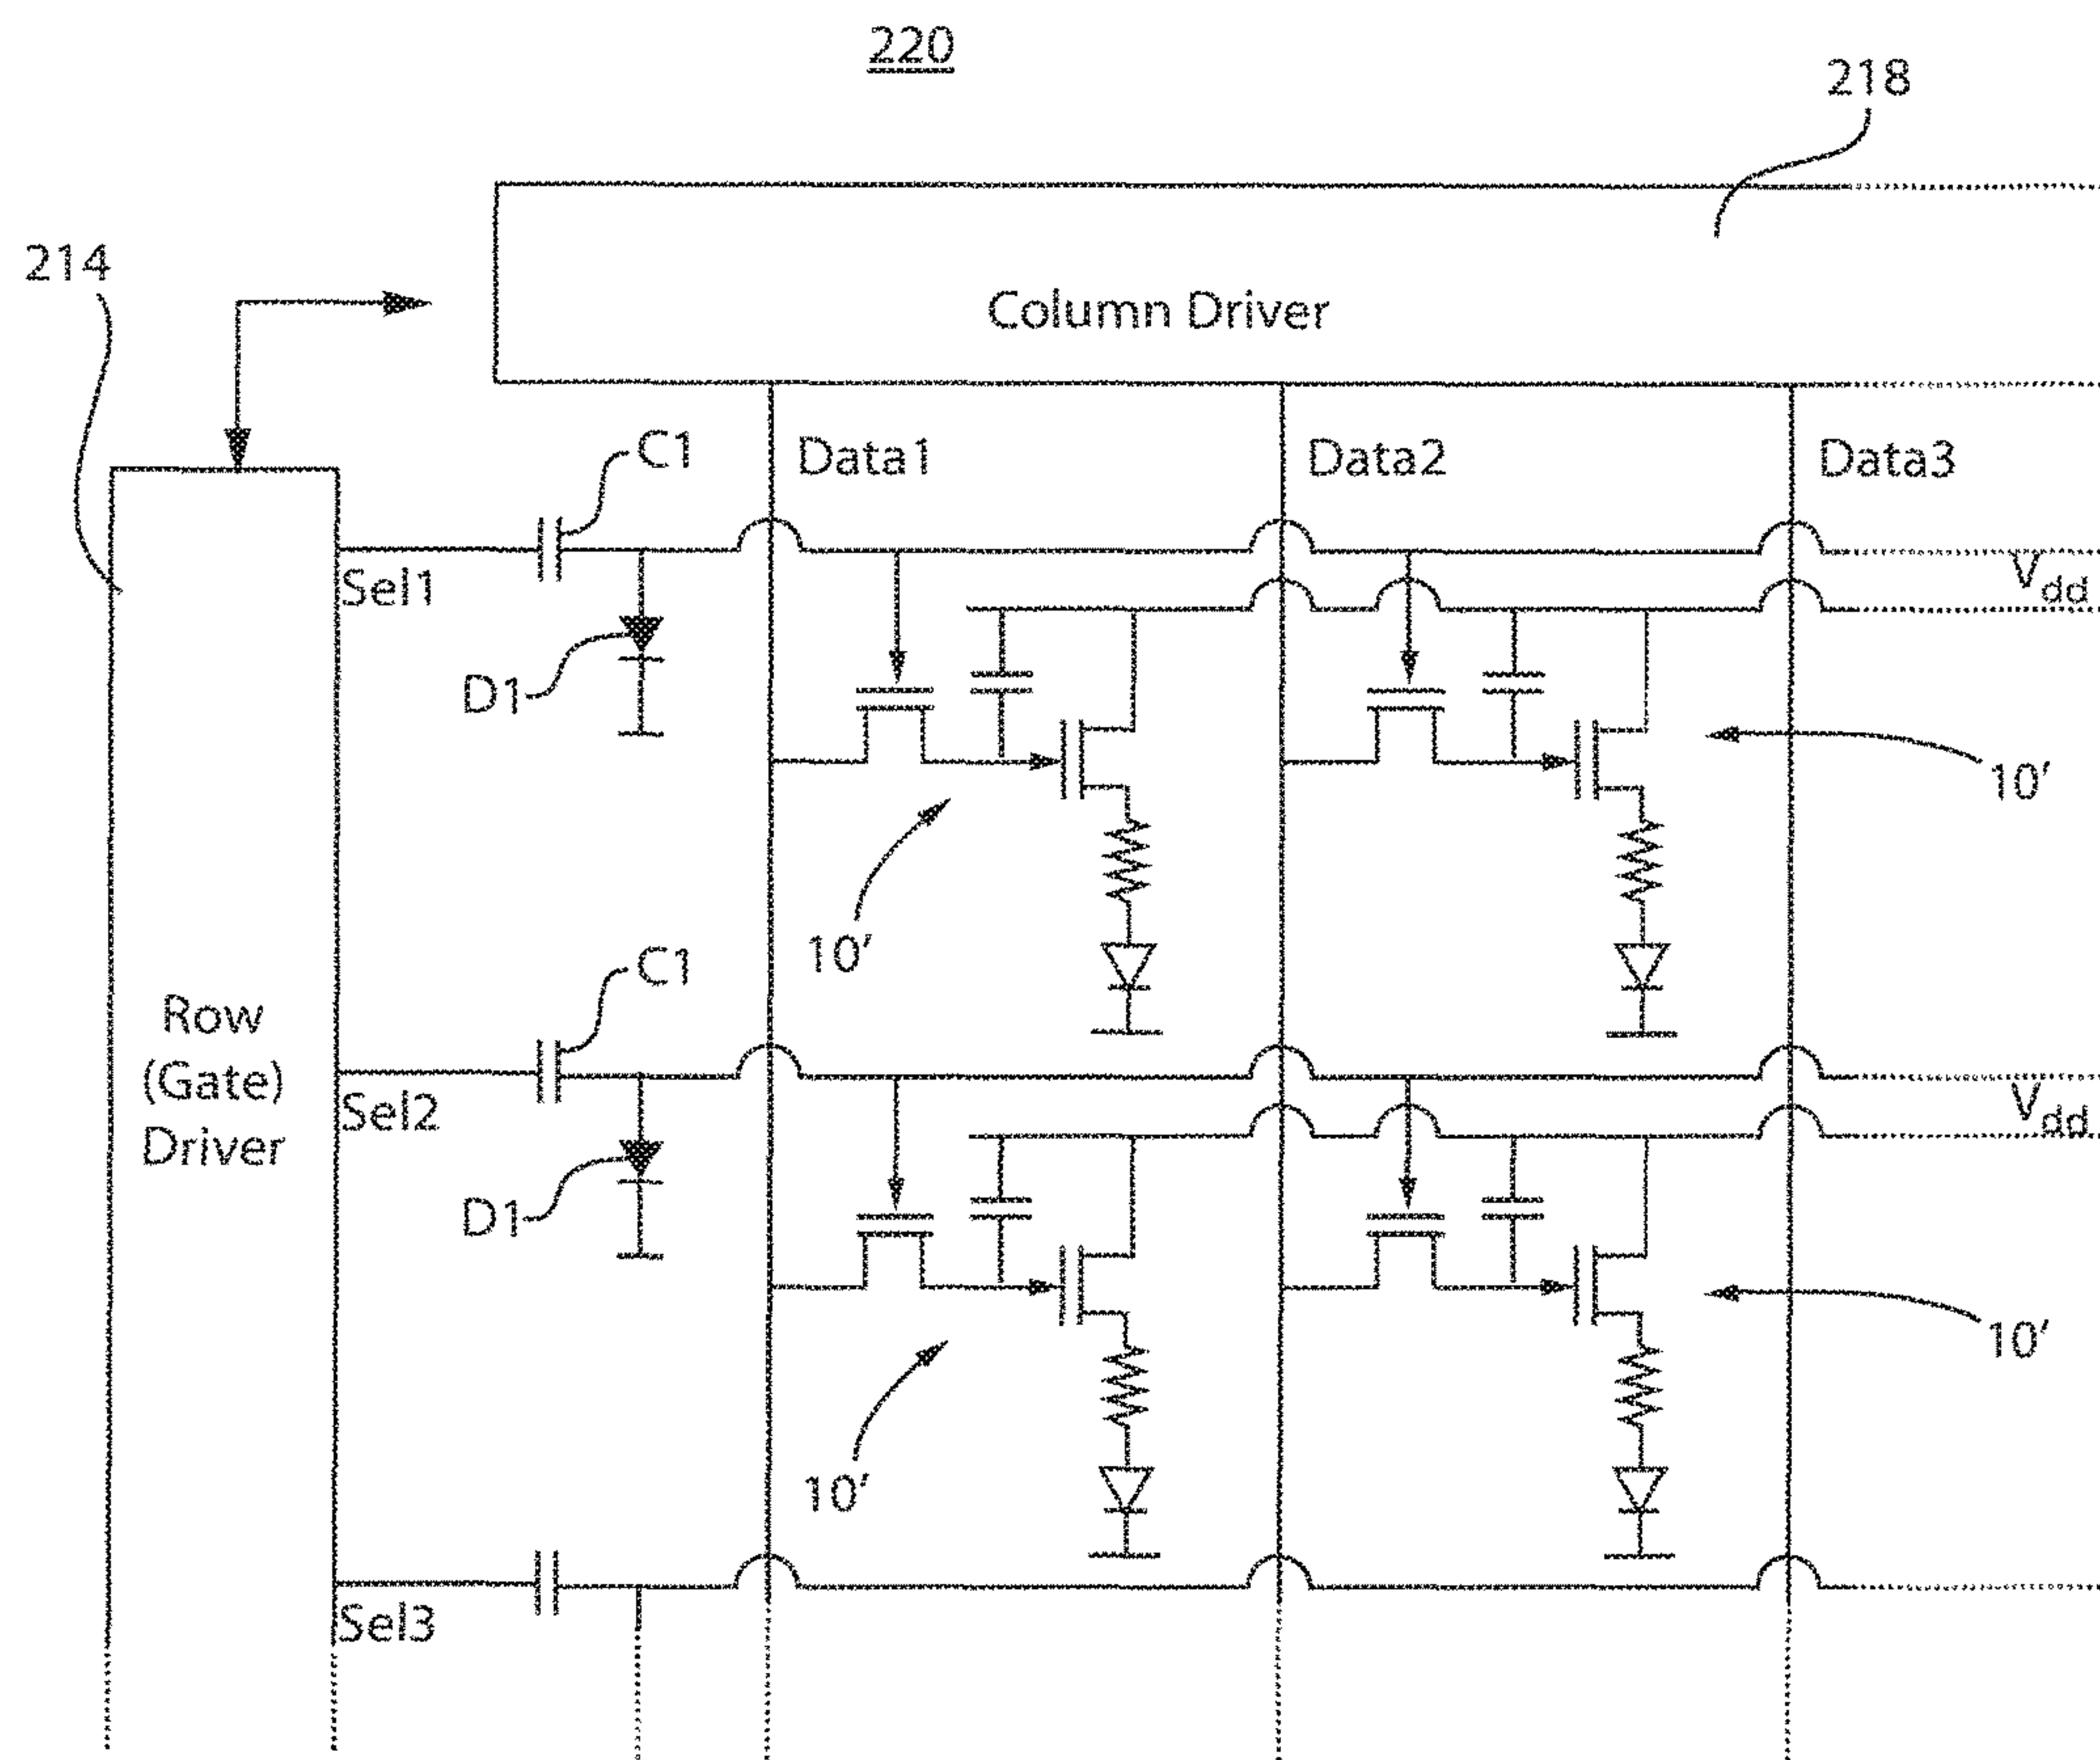 220
218
214
Column Driver
C1
Data1
Data2
Data3
Sel1
Vdd
D1
10'
10'
C1
Row
(Gate)
Driver
Sel2
Vdd
D1
10'
10'
Sel3